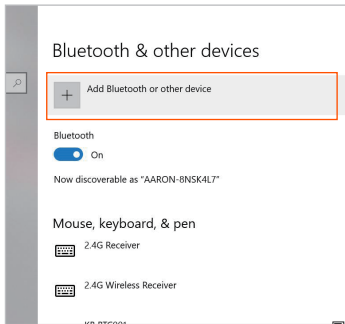 Bluetooth & other devices
Add Bluetooth or other device
Bluetooth
On
Now discoverable as "AARON-8NSK4L7"
Mouse, keyboard, & pen
2.4G Receiver
2.4G Wireless Receiver